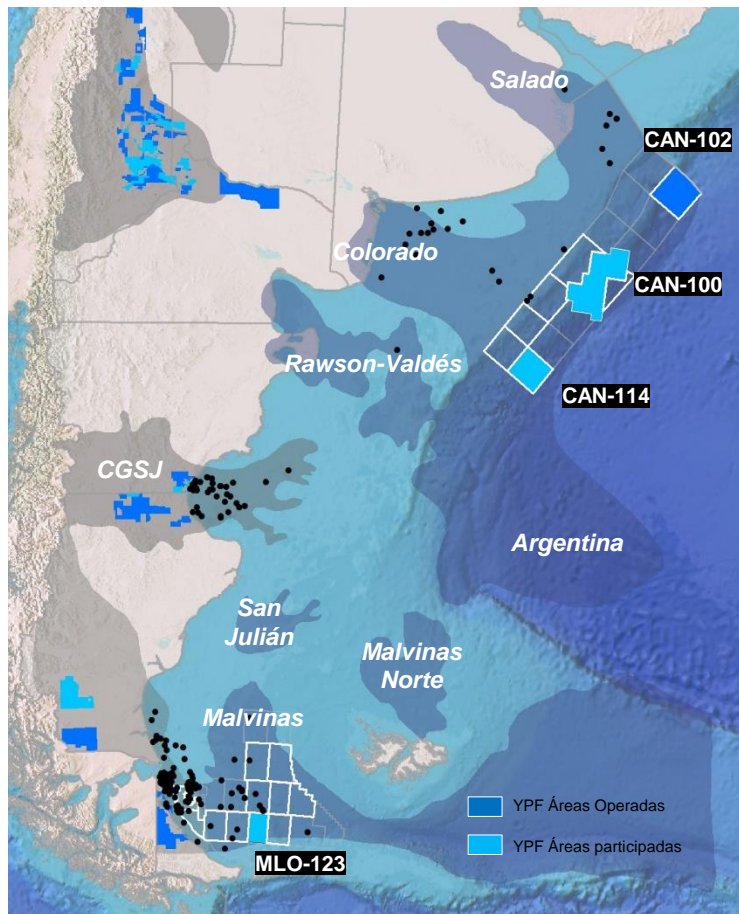 Salado
CAN-102
Colorado
CAN-100
Rawson-Valdés
CAN-114
CGSJ
Argentina
San
Julián
Malvinas
Norte
Malvinas
YPF Áreas Operadas
YPF Áreas participadas
MLO-123